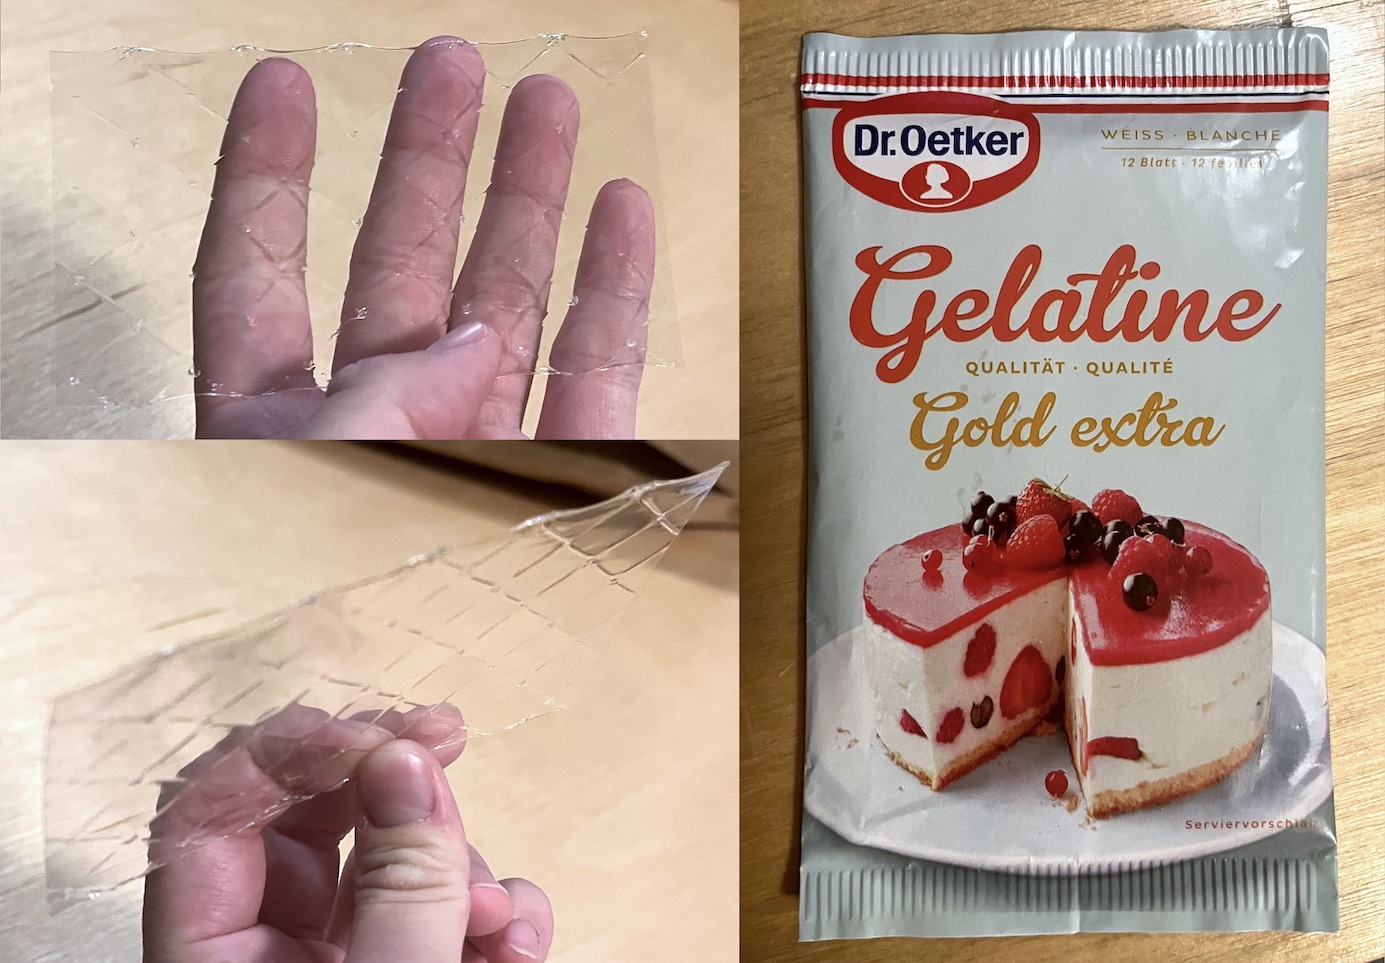 Dr. Oetker
WEISS · BLANCHE
12 Blatt · 12 feuilles
Gelatine
QUALITÄT · QUALITÉ
Gold extra
Serviervorschlag